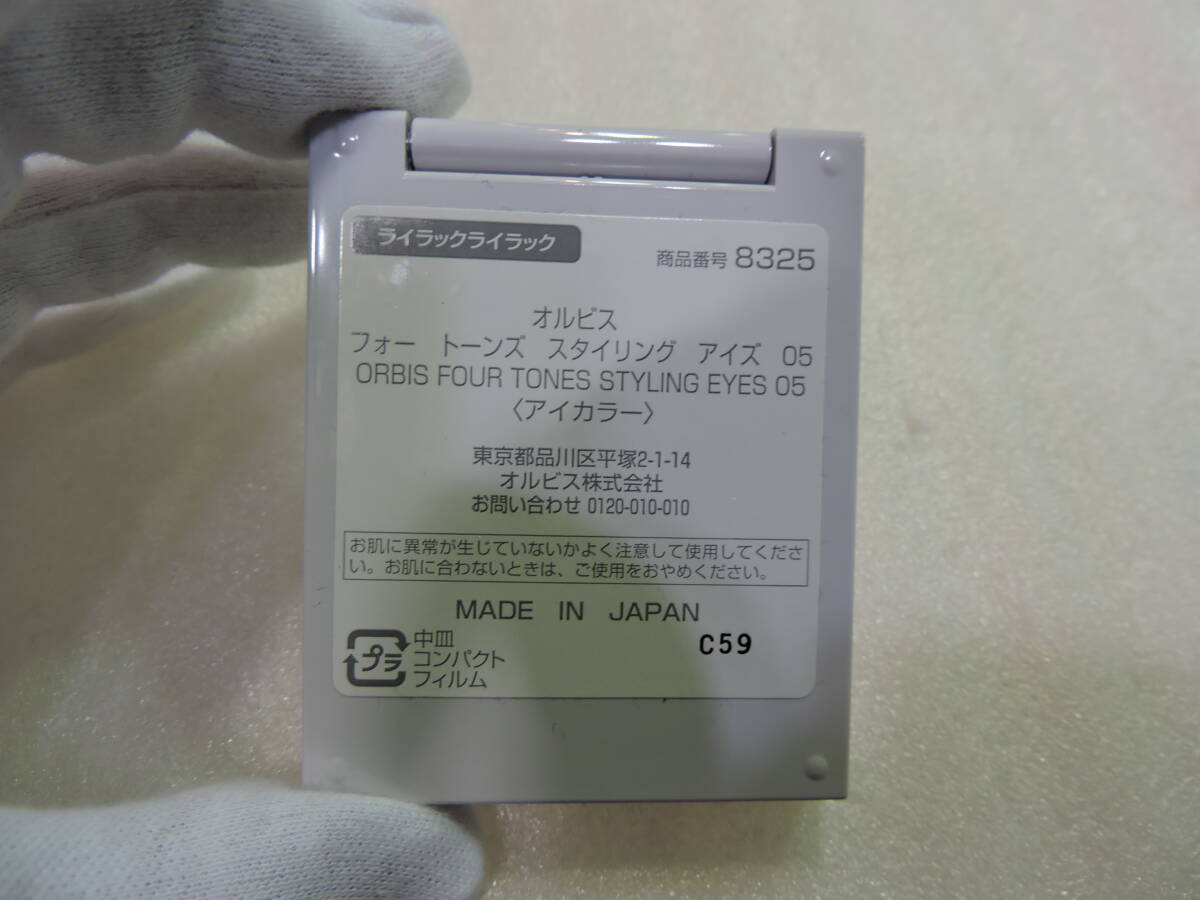 ライラックライラック
商品番号 8325
オルビス
フォー トーンズ スタイリング アイズ 05
ORBIS FOUR TONES STYLING EYES 05
〈アイカラー〉
東京都品川区平塚2-1-14
オルビス株式会社
お問い合わせ 0120-010-010
お肌に異常が生じていないかよく注意して使用してくださ
い。お肌に合わないときは、ご使用をおやめください。
MADE IN JAPAN
プラ
中皿
コンパクト
フィルム
C59